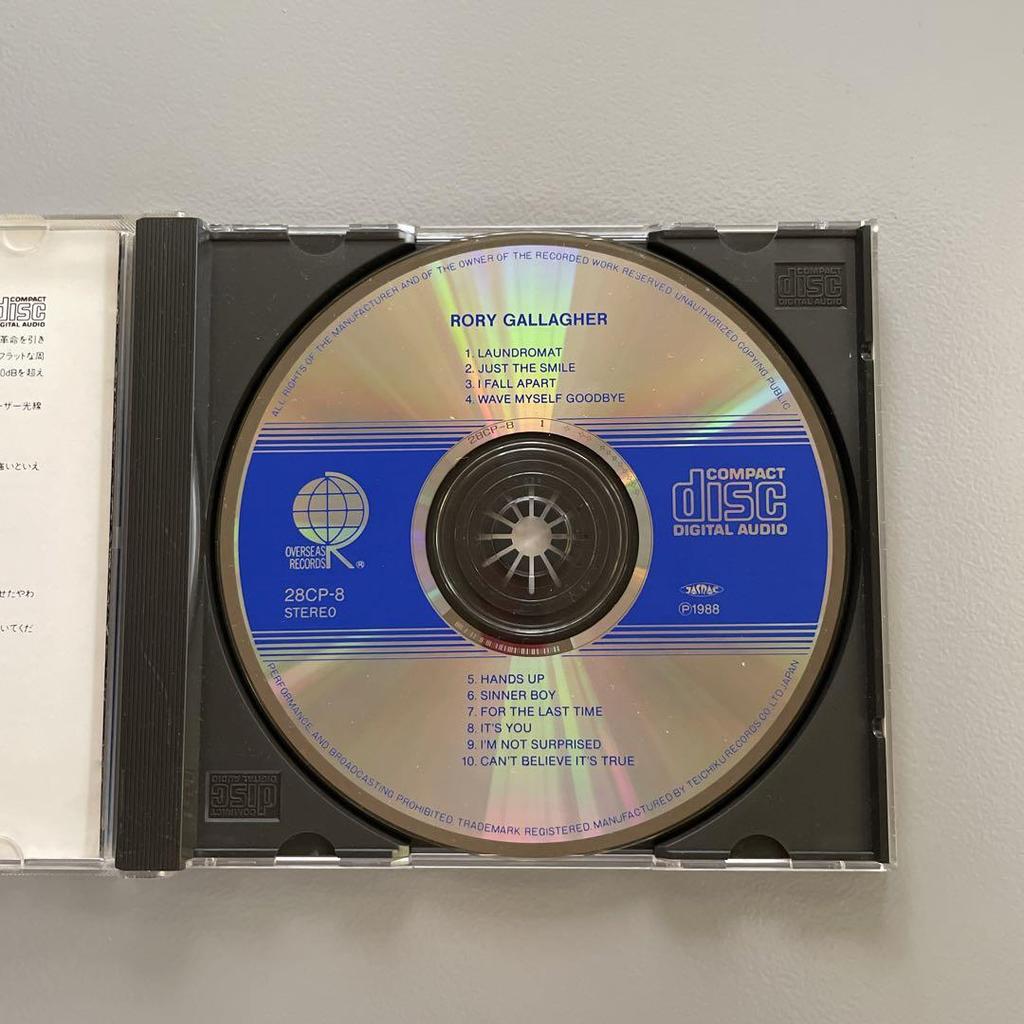 COMPACT
disc
DIGITAL AUDIO
革命を引き
フラットな周
0dBを超え
ーザー光線
強いといえ
せたやわ
いてくだ
ALL RIGHTS OF THE MANUFACTURER AND OF THE OWNER OF THE RECORDED WORK RESERVED. UNAUTHORIZED COPYING PUBLIC
RORY GALLAGHER
1. LAUNDROMAT
2. JUST THE SMILE
3. I FALL APART
4. WAVE MYSELF GOODBYE
28CP-8 1
OVERSEAS
RECORDS
R ®
28CP-8
STEREO
COMPACT
disc
DIGITAL AUDIO
JASRAC
Ⓟ1988
5. HANDS UP
6. SINNER BOY
7. FOR THE LAST TIME
8. IT'S YOU
9. I'M NOT SURPRISED
10. CAN'T BELIEVE IT'S TRUE
PERFORMANCE AND BROADCASTING PROHIBITED. TRADEMARK REGISTERED. MANUFACTURED BY TEICHIKU RECORDS CO., LTD. JAPAN
COMPACT
disc
DIGITAL AUDIO
COMPACT
disc
DIGITAL AUDIO